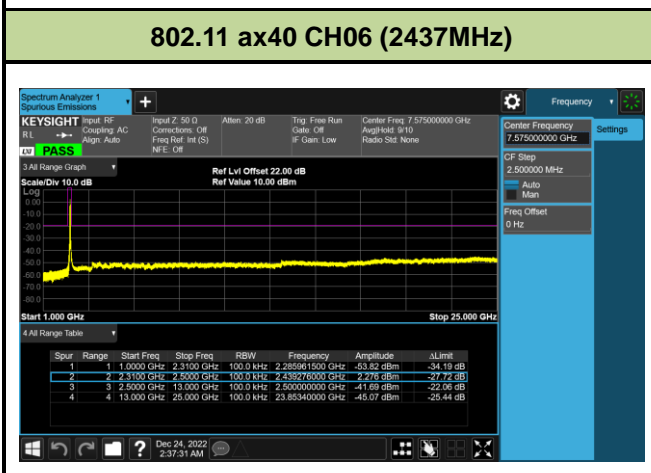 802.11 ax40 CH06 (2437MHz)
Spectrum Analyzer 1
Spurious Emissions
Frequency
KEYSIGHT
RL
LXI PASS
Input: RF
Coupling: AC
Align: Auto
Input Z: 50 Ω
Corrections: Off
Freq Ref: Int (S)
NFE: Off
Atten: 20 dB
Trig: Free Run
Gate: Off
IF Gain: Low
Center Freq: 7.575000000 GHz
Avg|Hold: 9/10
Radio Std: None
Center Frequency
7.575000000 GHz
Settings
CF Step
2.500000 MHz
Auto
Man
Freq Offset
0 Hz
3 All Range Graph
Scale/Div 10.0 dB
Ref Lvl Offset 22.00 dB
Ref Value 10.00 dBm
Log
0.00
-10.0
-20.0
-30.0
-40.0
-50.0
-60.0
-70.0
-80.0
Start 1.000 GHz
Stop 25.000 GHz
4 All Range Table
Spur Range Start Freq Stop Freq RBW Frequency Amplitude ΔLimit
1 1 1.0000 GHz 2.3100 GHz 100.0 kHz 2.285961500 GHz -53.82 dBm -34.19 dB
2 2 2.3100 GHz 2.5000 GHz 100.0 kHz 2.439276000 GHz 2.276 dBm -27.72 dB
3 3 2.5000 GHz 13.000 GHz 100.0 kHz 2.500000000 GHz -41.69 dBm -22.06 dB
4 4 13.000 GHz 25.000 GHz 100.0 kHz 23.85340000 GHz -45.07 dBm -25.44 dB
Dec 24, 2022
2:37:31 AM